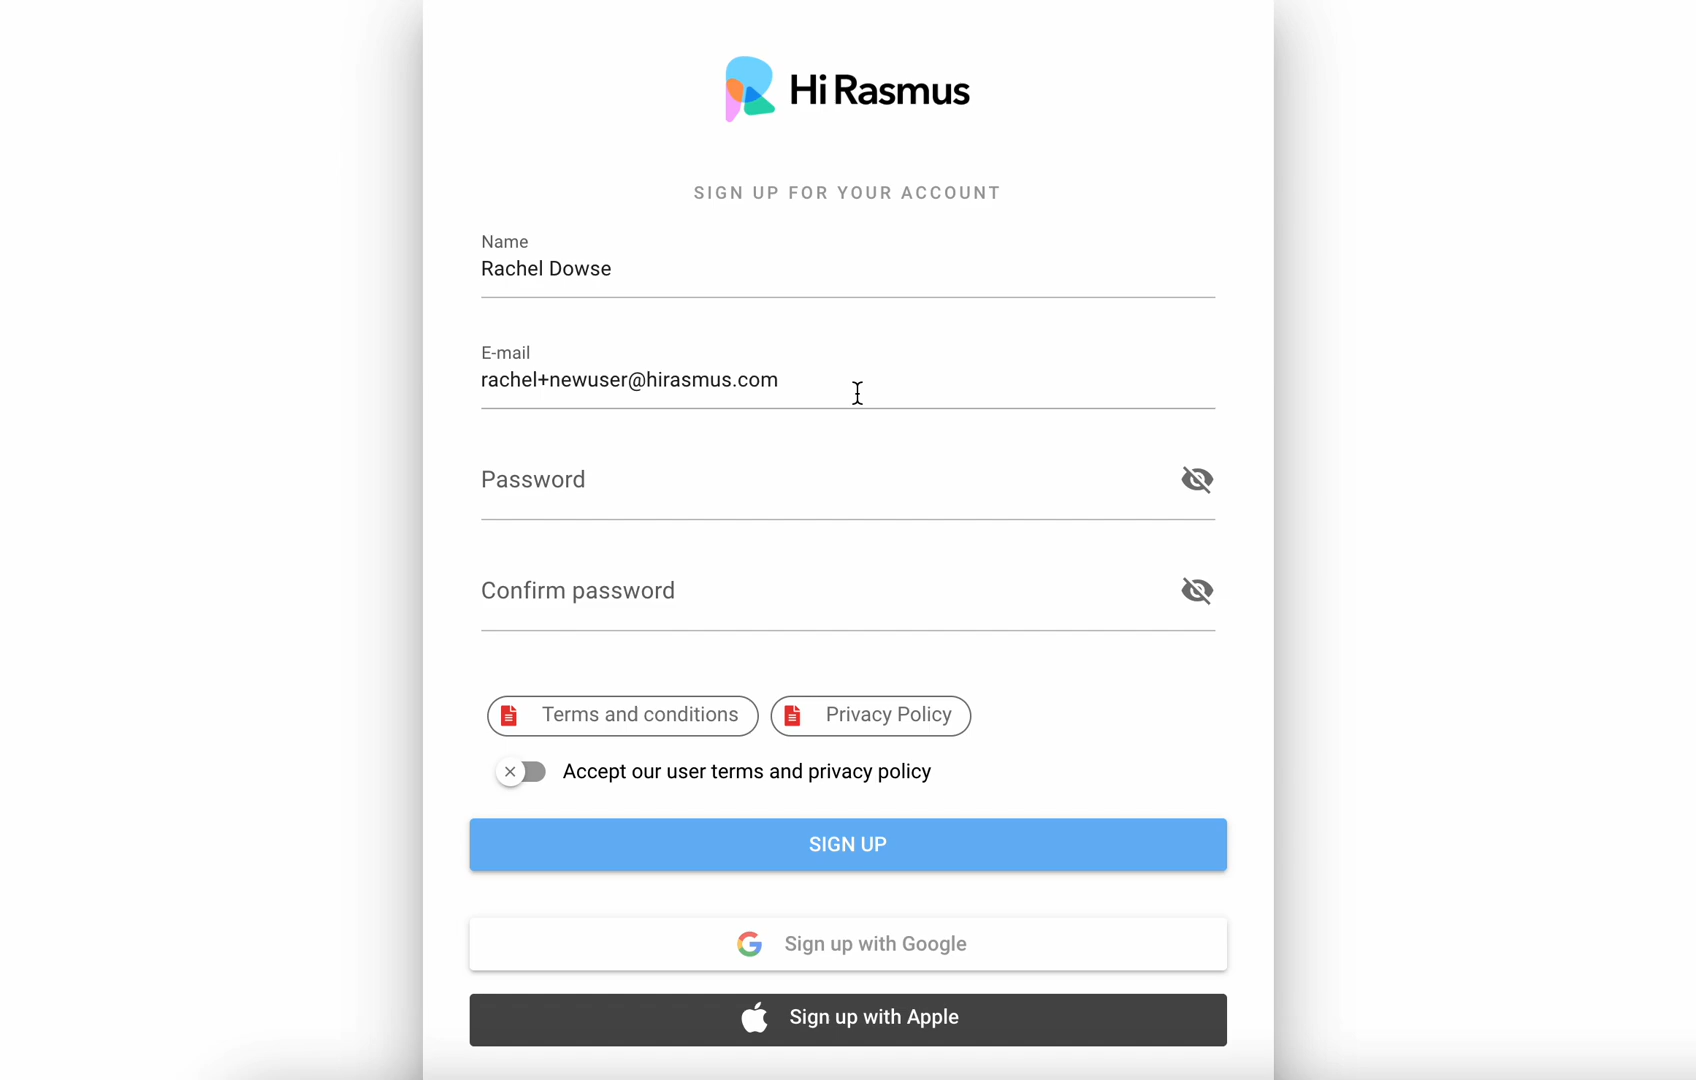 Hi Rasmus
SIGN UP FOR YOUR ACCOUNT
Name
Rachel Dowse
E-mail
rachel+newuser@hirasmus.com
Password
Confirm password
Terms and conditions Privacy Policy
Accept our user terms and privacy policy
SIGN UP
Sign up with Google
Sign up with Apple